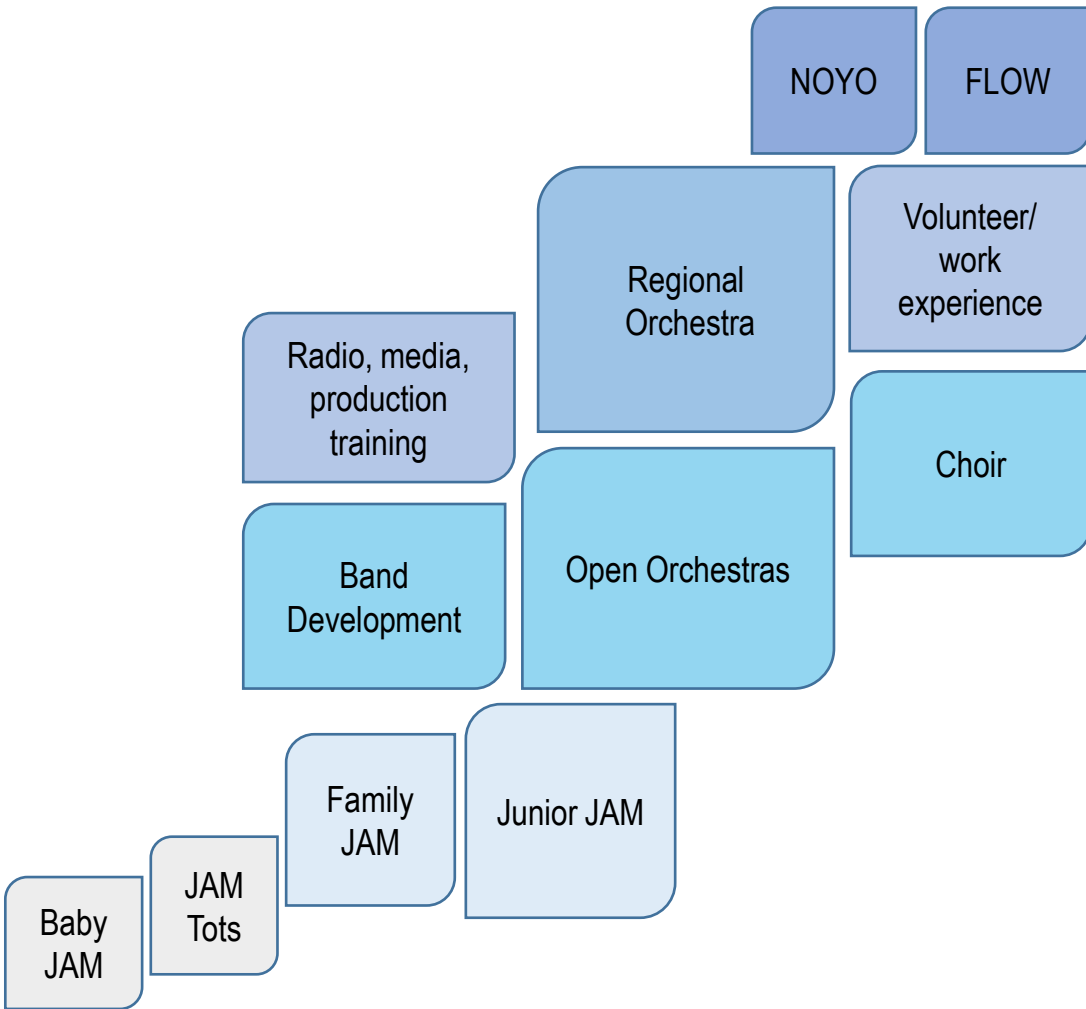 NOYO
FLOW
Volunteer/
work
experience
Regional
Orchestra
Radio, media,
production
training
Choir
Band
Development
Open Orchestras
Family
JAM
Junior JAM
JAM
Tots
Baby
JAM